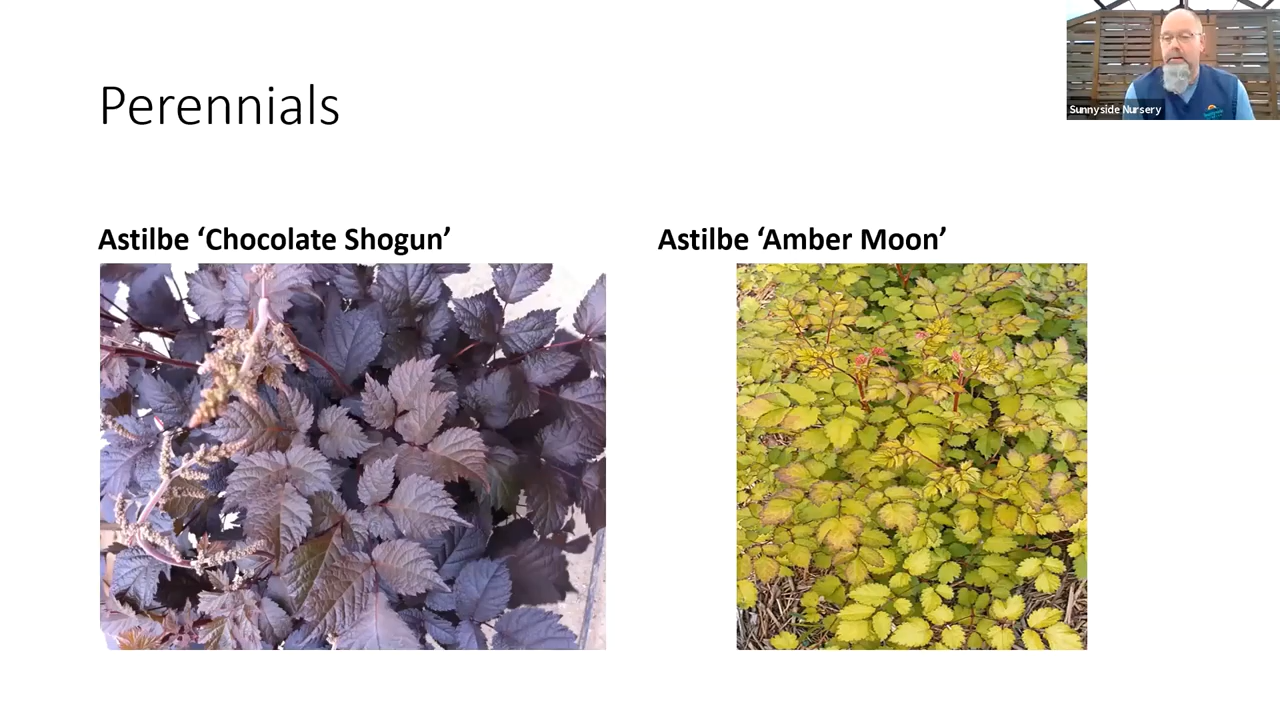 Perennials
Sunnyside Nursery
Astilbe ‘Chocolate Shogun’
Astilbe ‘Amber Moon’